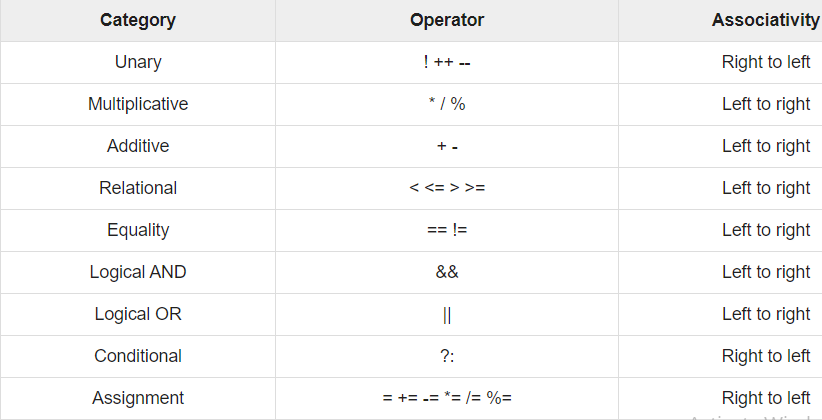 Category Operator Associativity
Unary ! ++ -- Right to left
Multiplicative * / % Left to right
Additive + - Left to right
Relational < <= > >= Left to right
Equality == != Left to right
Logical AND && Left to right
Logical OR || Left to right
Conditional ?: Right to left
Assignment = += -= *= /= %= Right to left